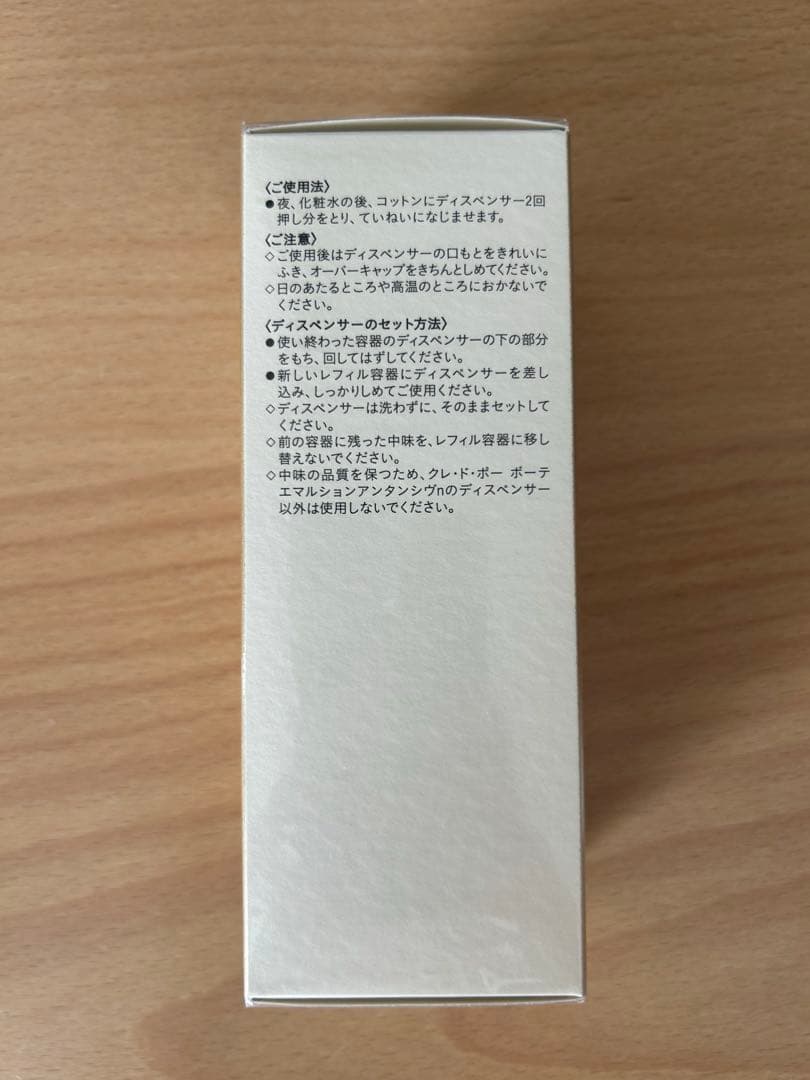 〈ご使用法〉
●夜、化粧水の後、コットンにディスペンサー2回
押し分をとり、ていねいになじませます。
〈ご注意〉
◇ご使用後はディスペンサーの口もとをきれいに
ふき、オーバーキャップをきちんとしめてください。
◇日のあたるところや高温のところにおかないで
ください。
〈ディスペンサーのセット方法〉
●使い終わった容器のディスペンサーの下の部分
をもち、回してはずしてください。
●新しいレフィル容器にディスペンサーを差し
込み、しっかりしめてご使用ください。
◇ディスペンサーは洗わずに、そのままセットして
ください。
◇前の容器に残った中味を、レフィル容器に移し
替えないでください。
◇中味の品質を保つため、クレ・ド・ポー ボーテ
エマルションアンタンシヴnのディスペンサー
以外は使用しないでください。